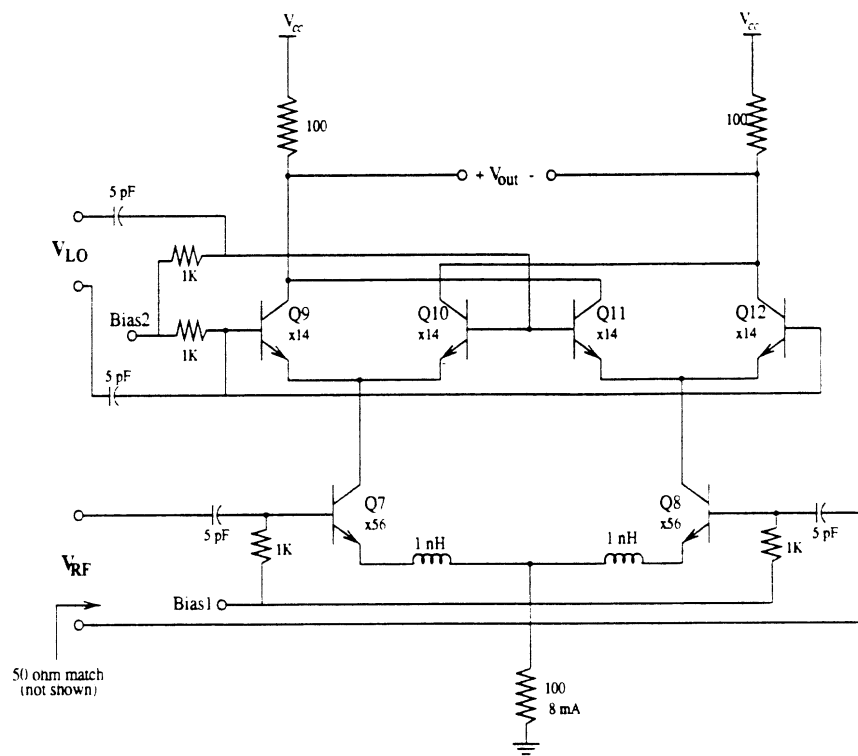 Vcc
Vcc
100
100
+ Vout -
5 pF
VLO
1K
Bias2
1K
5 pF
Q9
x14
Q10
x14
Q11
x14
Q12
x14
Q7
x56
Q8
x56
5 pF
1K
1 nH
1 nH
1K
5 pF
VRF
Bias1
50 ohm match
(not shown)
100
8 mA